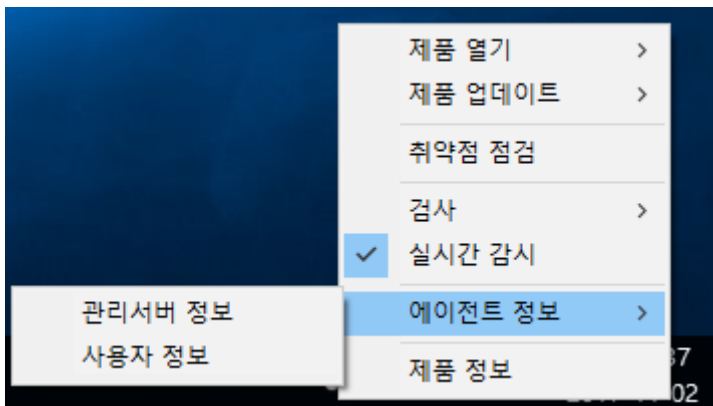 제품 열기
제품 업데이트
취약점 점검
검사
실시간 감시
에이전트 정보
관리서버 정보
사용자 정보
제품 정보
37
02